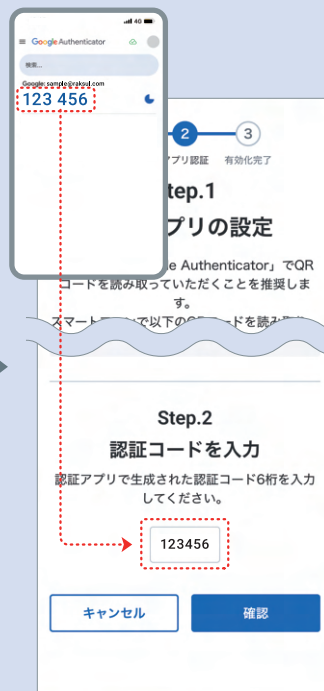 40
Google Authenticator
検索...
Google: sample@raksul.com
123 456
2
3
アプリ認証
有効化完了
tep.1
プリの設定
e Authenticator」でQR
コードを読み取っていただくことを推奨しま
す。
Step.2
認証コードを入力
認証アプリで生成された認証コード6桁を入力
してください。
123456
キャンセル
確認